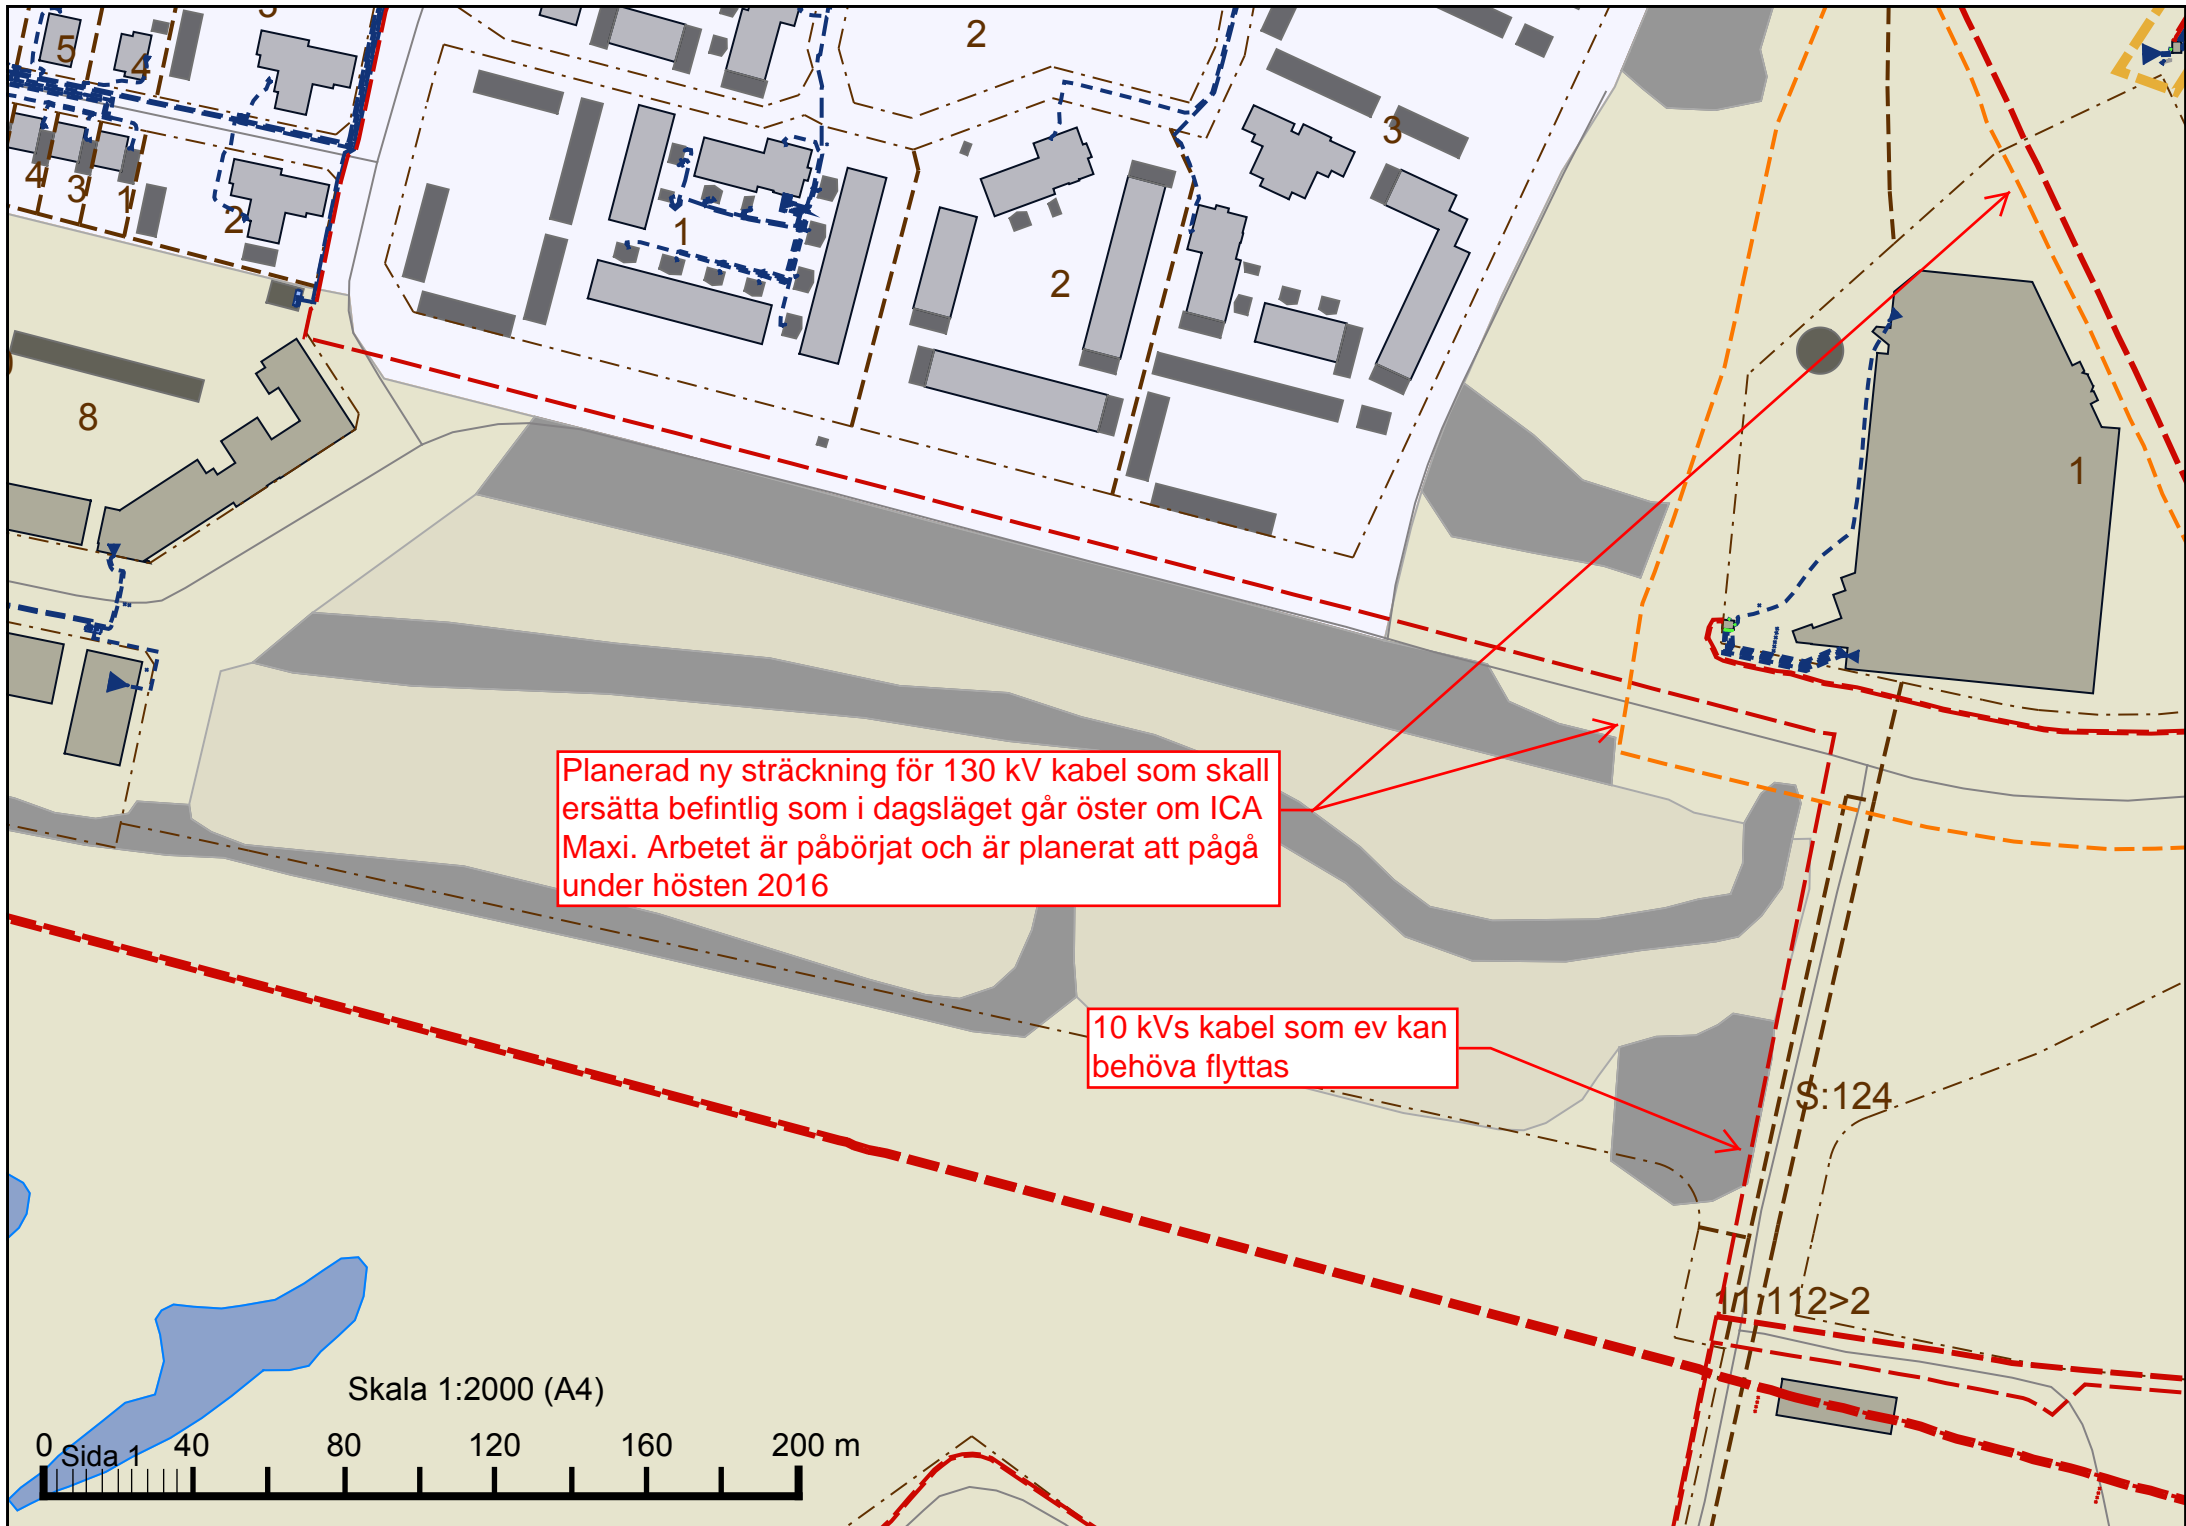 2
5
4
3
4
3
1
2
1
2
8
1
Planerad ny sträckning för 130 kV kabel som skall
ersätta befintlig som i dagsläget går öster om ICA
Maxi. Arbetet är påbörjat och är planerat att pågå
under hösten 2016
10 kVs kabel som ev kan
behöva flyttas
S:124
11:112>2
Skala 1:2000 (A4)
0 40 80 120 160 200 m
Sida 1